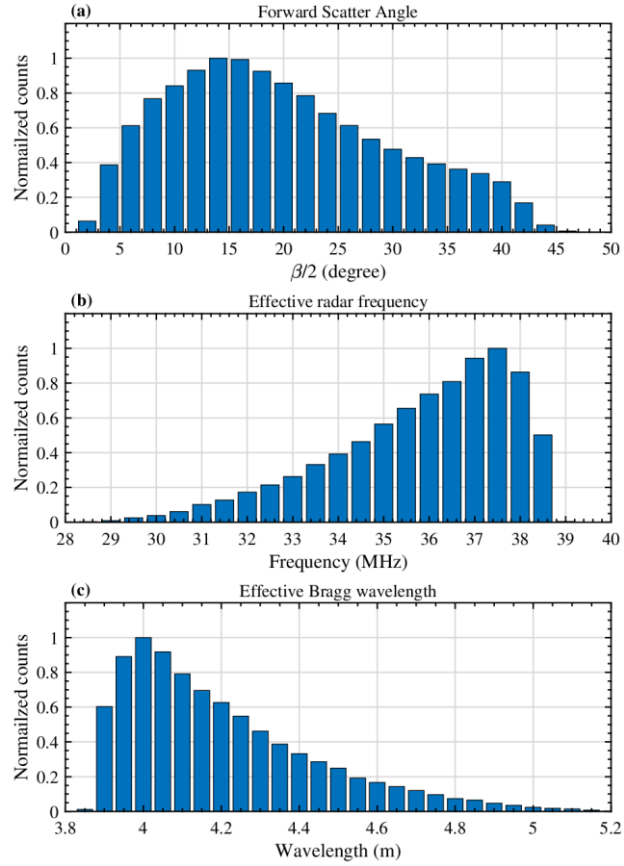 (a) Forward Scatter Angle
1
0.8
0.6
0.4
0.2
0
Normailzed counts
0 5 10 15 20 25 30 35 40 45 50
β/2 (degree)
(b) Effective radar frequency
1
0.8
0.6
0.4
0.2
0
Normailzed counts
28 29 30 31 32 33 34 35 36 37 38 39 40
Frequency (MHz)
(c) Effective Bragg wavelength
1
0.8
0.6
0.4
0.2
0
Normailzed counts
3.8 4 4.2 4.4 4.6 4.8 5 5.2
Wavelength (m)